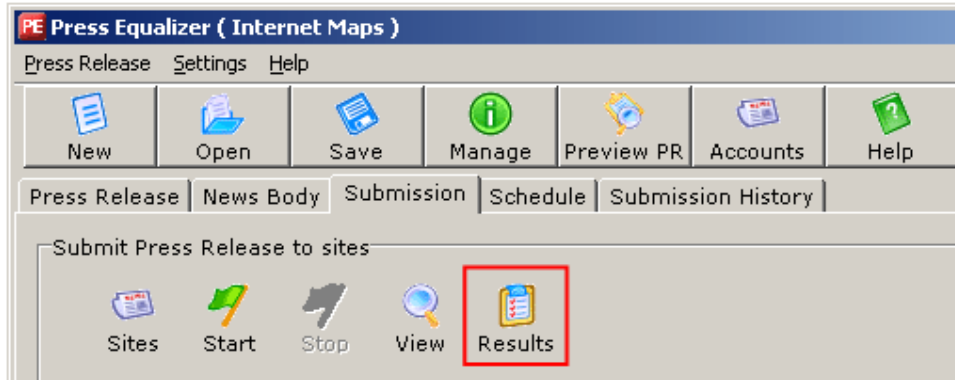 PE Press Equalizer ( Internet Maps )
Press Release Settings Help
New Open Save Manage Preview PR Accounts Help
Press Release News Body Submission Schedule Submission History
Submit Press Release to sites
Sites Start Stop View Results